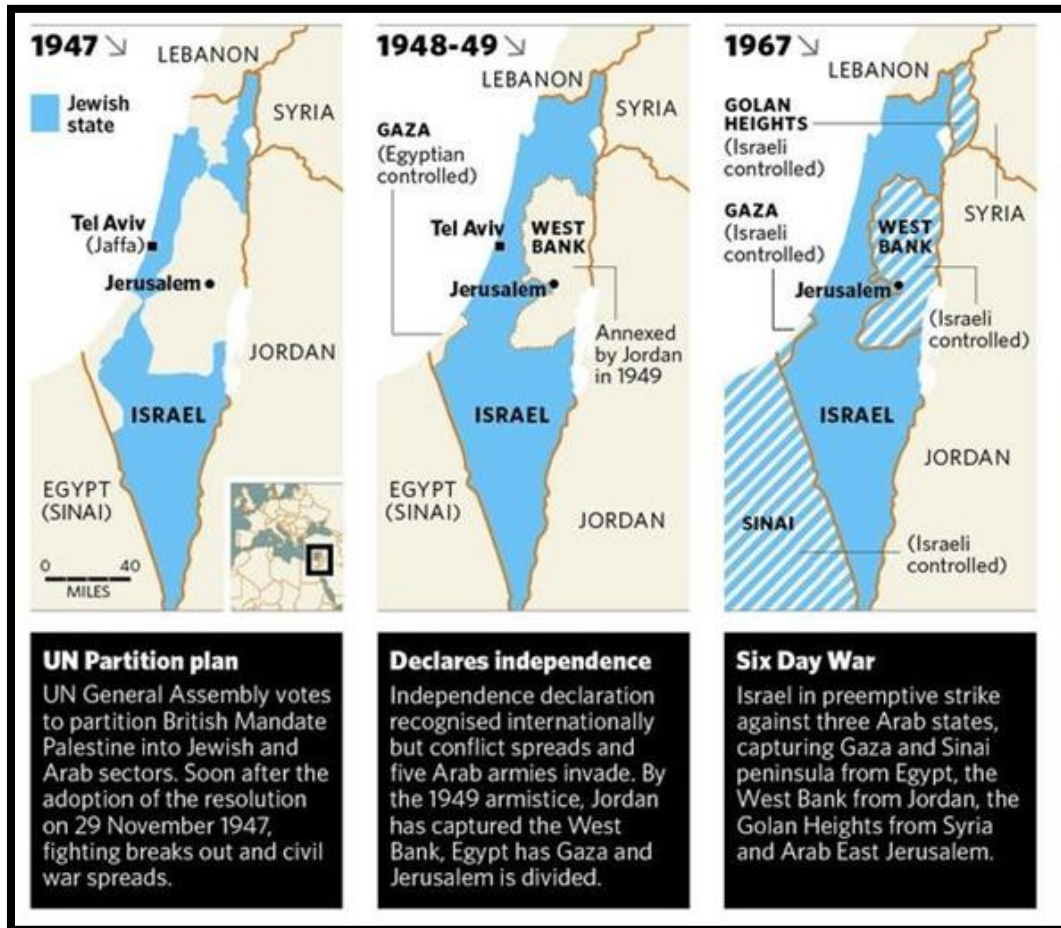 1947
LEBANON
Jewish
state
SYRIA
Tel Aviv
(Jaffa)
Jerusalem
JORDAN
ISRAEL
EGYPT
(SINAI)
0 40
MILES
UN Partition plan
UN General Assembly votes
to partition British Mandate
Palestine into Jewish and
Arab sectors. Soon after the
adoption of the resolution
on 29 November 1947,
fighting breaks out and civil
war spreads.
1948-49
LEBANON
SYRIA
GAZA
(Egyptian
controlled)
Tel Aviv
WEST
BANK
Jerusalem
Annexed
by Jordan
in 1949
ISRAEL
EGYPT
(SINAI)
JORDAN
Declares independence
Independence declaration
recognised internationally
but conflict spreads and
five Arab armies invade. By
the 1949 armistice, Jordan
has captured the West
Bank, Egypt has Gaza and
Jerusalem is divided.
1967
LEBANON
GOLAN
HEIGHTS
(Israeli
controlled)
SYRIA
GAZA
(Israeli
controlled)
WEST
BANK
Jerusalem
(Israeli
controlled)
ISRAEL
JORDAN
SINAI
(Israeli
controlled)
Six Day War
Israel in preemptive strike
against three Arab states,
capturing Gaza and Sinai
peninsula from Egypt, the
West Bank from Jordan, the
Golan Heights from Syria
and Arab East Jerusalem.